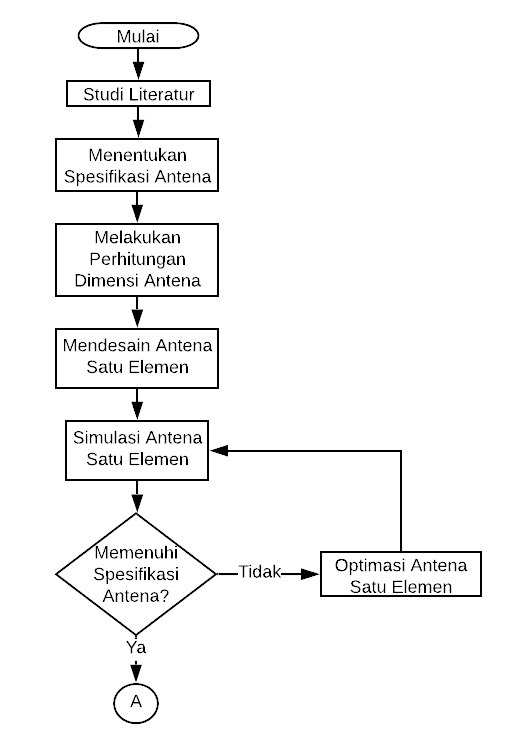 Mulai
Studi Literatur
Menentukan
Spesifikasi Antena
Melakukan
Perhitungan
Dimensi Antena
Mendesain Antena
Satu Elemen
Simulasi Antena
Satu Elemen
Memenuhi
Spesifikasi
Antena?
Tidak
Optimasi Antena
Satu Elemen
Ya
A